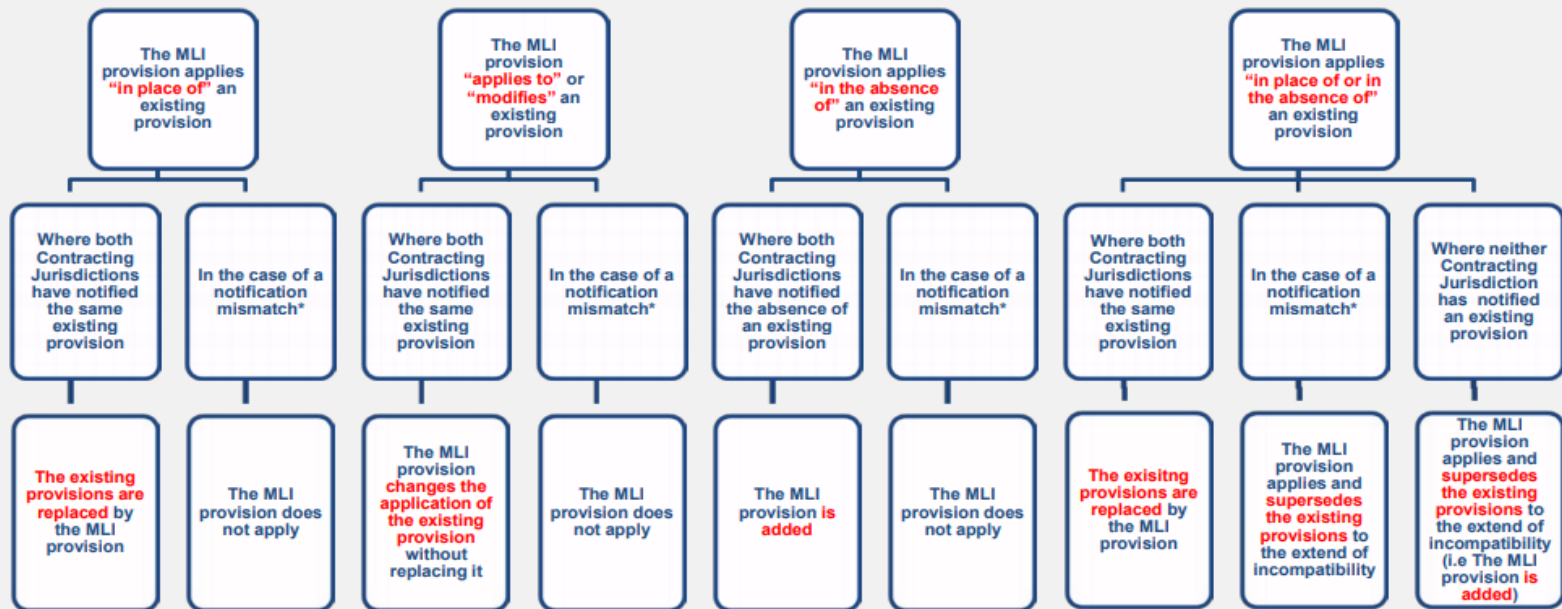 The MLI
provision applies
“in place of” an
existing
provision
The MLI
provision
“applies to” or
“modifies” an
existing
provision
The MLI
provision applies
“in the absence
of” an existing
provision
The MLI
provision applies
“in place of or in
the absence of”
an existing
provision
Where both
Contracting
Jurisdictions
have notified
the same
existing
provision
In the case of a
notification
mismatch*
Where both
Contracting
Jurisdictions
have notified
the same
existing
provision
In the case of a
notification
mismatch*
Where both
Contracting
Jurisdictions
have notified
the absence of
an existing
provision
In the case of a
notification
mismatch*
Where both
Contracting
Jurisdictions
have notified
the same
existing
provision
In the case of a
notification
mismatch*
Where neither
Contracting
Jurisdiction
has notified
an existing
provision
The existing
provisions are
replaced by
the MLI
provision
The MLI
provision does
not apply
The MLI
provision
changes the
application of
the existing
provision
without
replacing it
The MLI
provision does
not apply
The MLI
provision is
added
The MLI
provision does
not apply
The exisitng
provisions are
replaced by
the MLI
provision
The MLI
provision
applies and
supersedes
the existing
provisions to
the extend of
incompatibility
The MLI
provision
applies and
supersedes
the existing
provisions to
the extend of
incompatibility
(i.e The MLI
provision is
added)